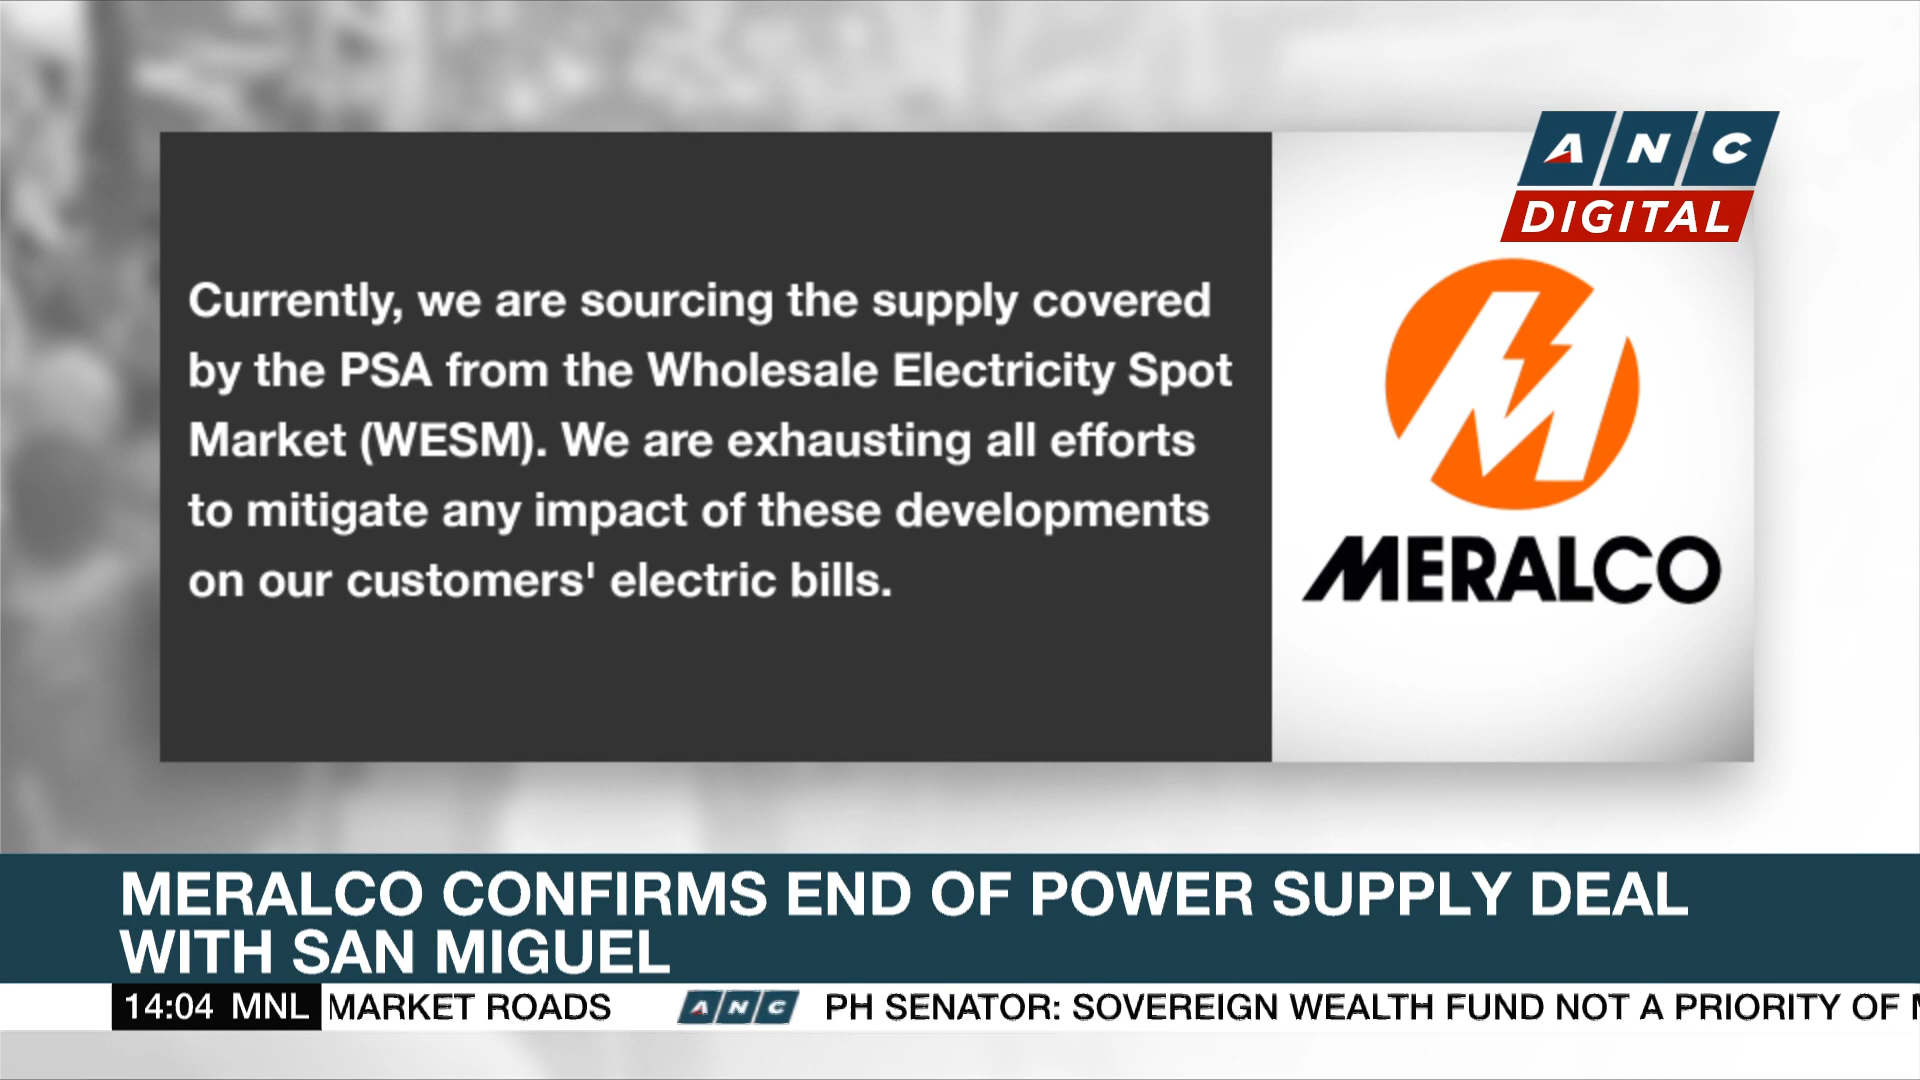 ANC
DIGITAL
Currently, we are sourcing the supply covered
by the PSA from the Wholesale Electricity Spot
Market (WESM). We are exhausting all efforts
to mitigate any impact of these developments
on our customers' electric bills.
MERALCO
MERALCO CONFIRMS END OF POWER SUPPLY DEAL
WITH SAN MIGUEL
14:04 MNL MARKET ROADS ANC PH SENATOR: SOVEREIGN WEALTH FUND NOT A PRIORITY OF